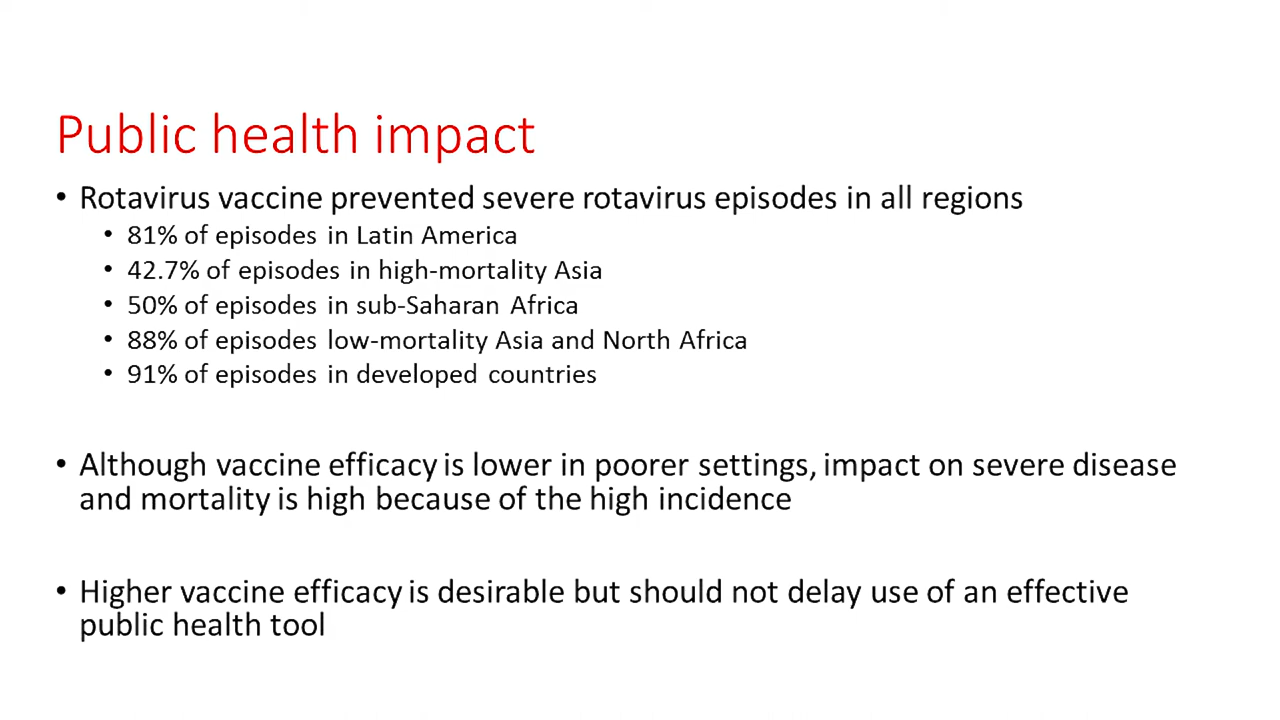 Public health impact
• Rotavirus vaccine prevented severe rotavirus episodes in all regions
• 81% of episodes in Latin America
• 42.7% of episodes in high-mortality Asia
• 50% of episodes in sub-Saharan Africa
• 88% of episodes low-mortality Asia and North Africa
• 91% of episodes in developed countries
• Although vaccine efficacy is lower in poorer settings, impact on severe disease
and mortality is high because of the high incidence
• Higher vaccine efficacy is desirable but should not delay use of an effective
public health tool